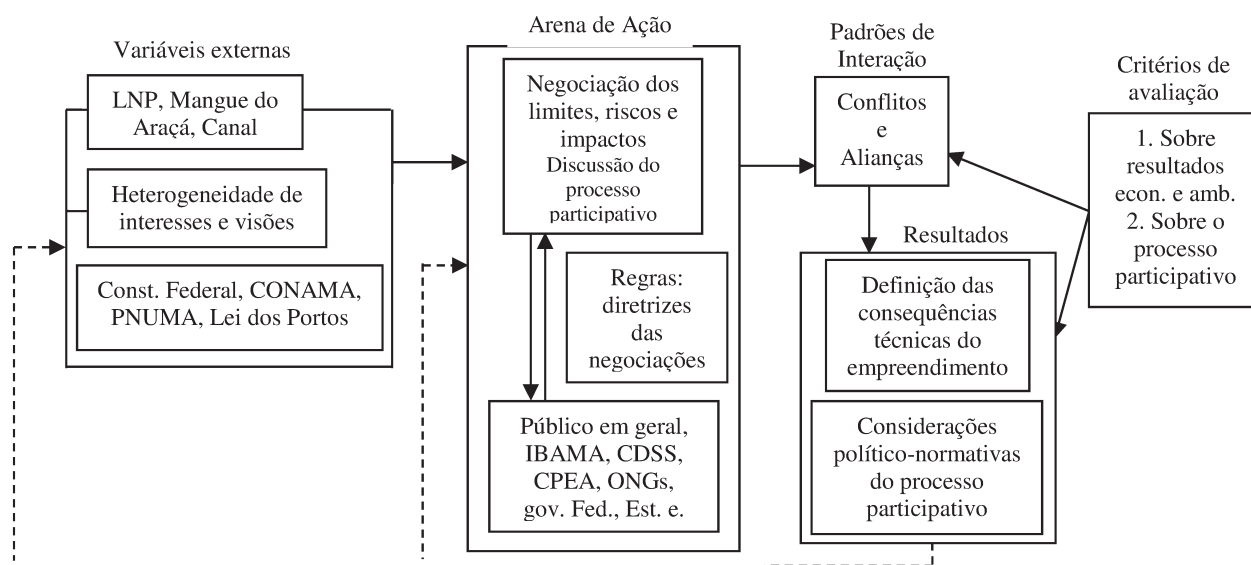 Variáveis externas
LNP, Mangue do
Araçá, Canal
Heterogeneidade de
interesses e visões
Const. Federal, CONAMA,
PNUMA, Lei dos Portos
Arena de Ação
Negociação dos
limites, riscos e
impactos
Discussão do
processo
participativo
Regras:
diretrizes
das
negociações
Público em geral,
IBAMA, CDSS,
CPEA, ONGs,
gov. Fed., Est. e.
Padrões de
Interação
Conflitos
e
Alianças
Resultados
Definição das
consequências
técnicas do
empreendimento
Considerações
político-normativas
do processo
participativo
Critérios de
avaliação
1. Sobre
resultados
econ. e amb.
2. Sobre o
processo
participativo